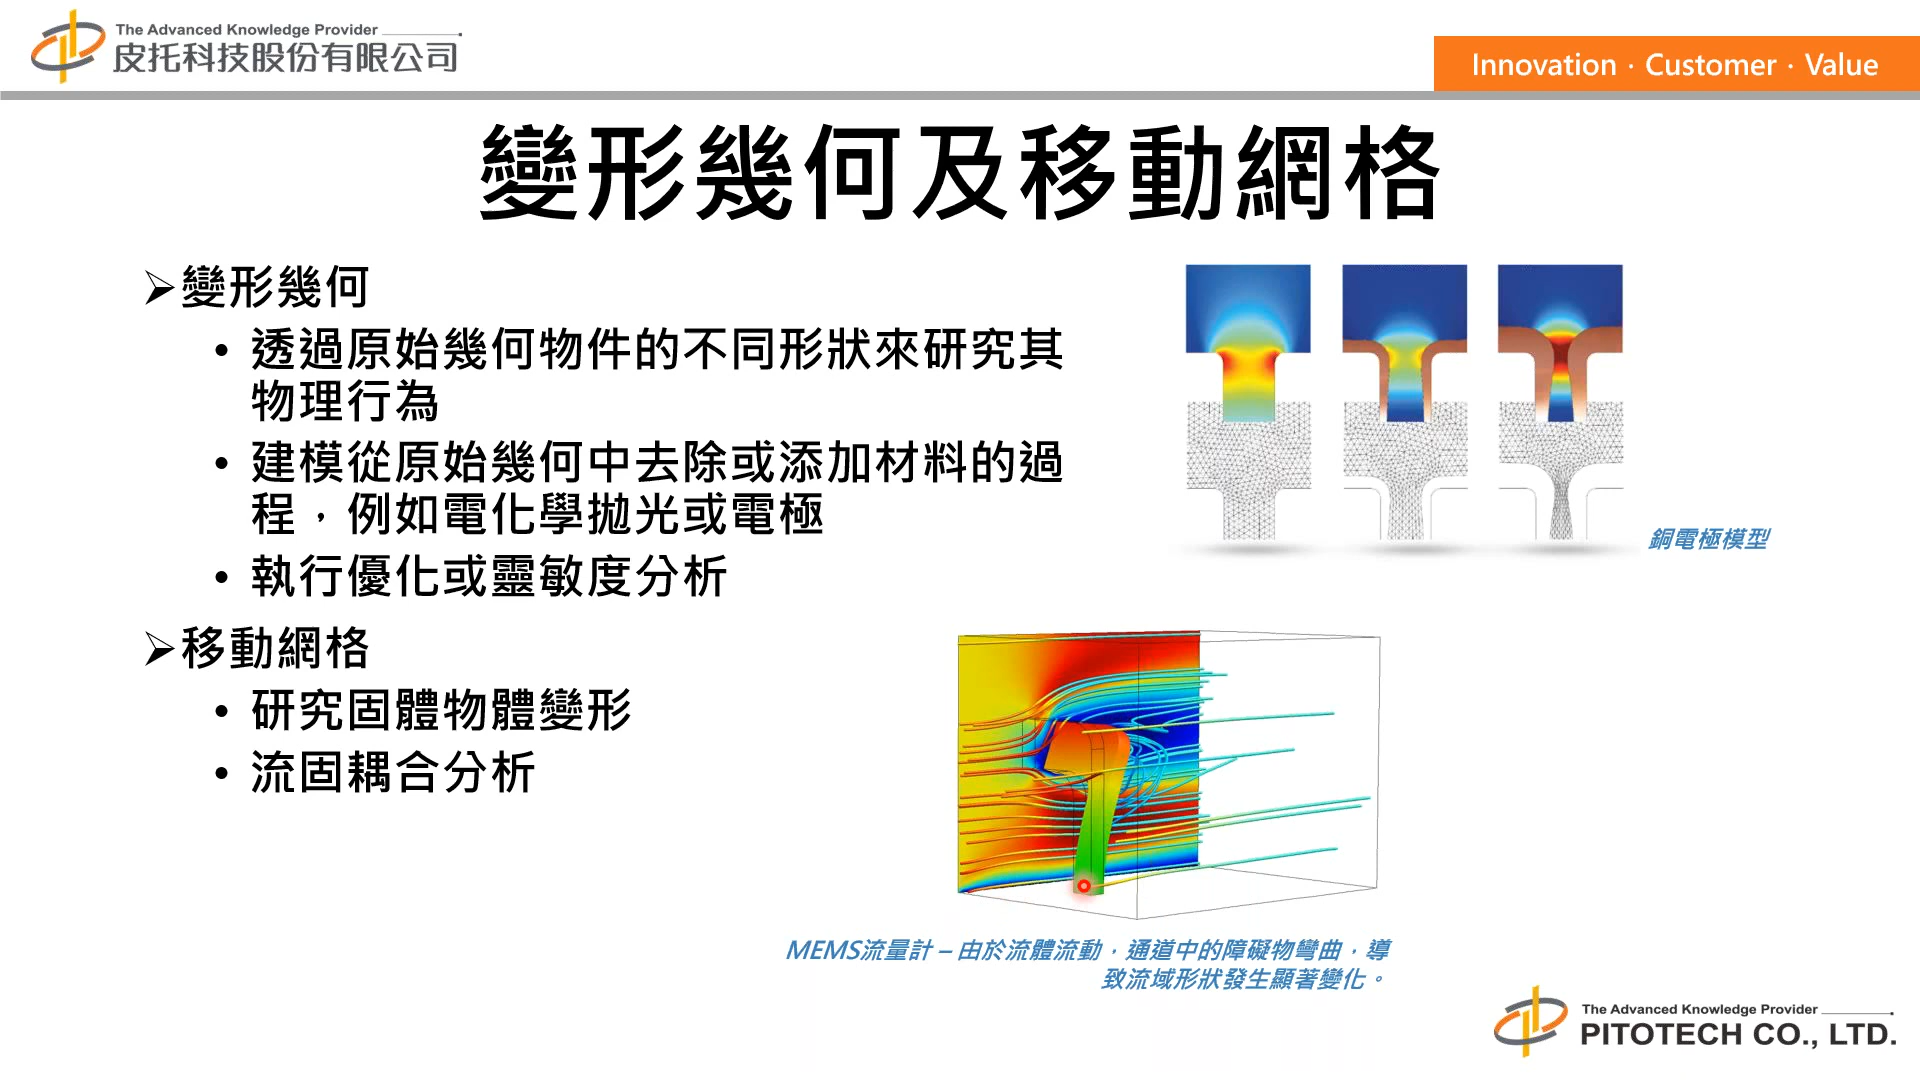 The Advanced Knowledge Provider
皮托科技股份有限公司
Innovation · Customer · Value
變形幾何及移動網格
➢變形幾何
• 透過原始幾何物件的不同形狀來研究其
物理行為
• 建模從原始幾何中去除或添加材料的過
程，例如電化學拋光或電極
• 執行優化或靈敏度分析
銅電極模型
➢移動網格
• 研究固體物體變形
• 流固耦合分析
MEMS流量計 – 由於流體流動，通道中的障礙物彎曲，導
致流域形狀發生顯著變化。
The Advanced Knowledge Provider
PITOTECH CO., LTD.